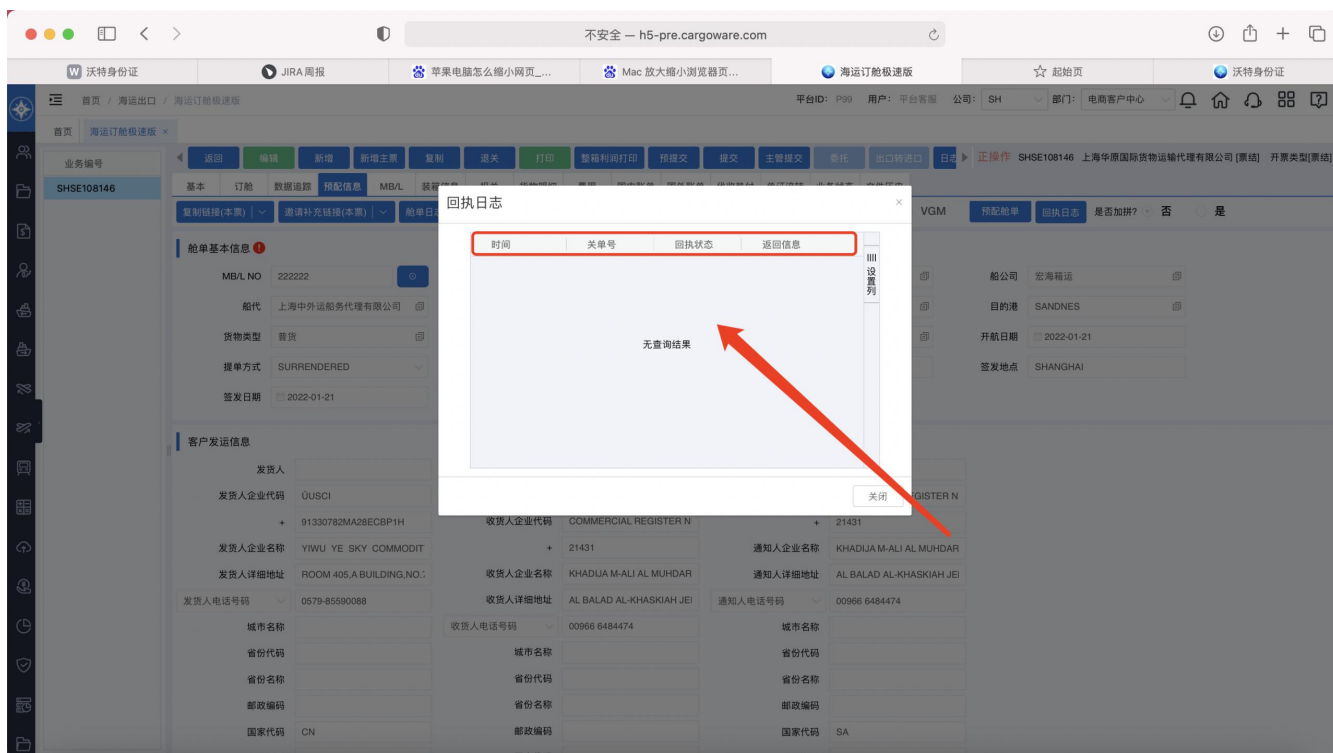 不安全 — h5-pre.cargoware.com
W 沃特身份证
JIRA 周报
苹果电脑怎么缩小网页_...
Mac 放大缩小浏览器页...
海运订舱极速版
起始页
沃特身份证
首页 / 海运出口 / 海运订舱极速版
平台ID: P99 用户: 平台客服 公司: SH 部门: 电商客户中心
首页 海运订舱极速版 ×
业务编号
返回 编辑 新增 新增主票 复制 退关 打印 整箱利润打印 预提交 提交 主管提交 委托 出口转进口 日志
正操作 SHSE108146 上海华原国际货物运输代理有限公司 [票结] 开票类型[票结]
SHSE108146
基本 订舱 数据追踪 预配信息 MB/L
复制链接(本票) 邀请补充链接(本票) 舱单日
VGM 预配舱单 回执日志 是否加拼? 否 是
回执日志 ×
时间 关单号 回执状态 返回信息
设置列
无查询结果
关闭
舱单基本信息
MB/L NO 222222
船公司 宏海箱运
船代 上海中外运船务代理有限公司
目的港 SANDNES
货物类型 普货
开航日期 2022-01-21
提单方式 SURRENDERED
签发地点 SHANGHAI
签发日期 2022-01-21
客户发运信息
发货人
发货人企业代码 ÛUSCI
GISTER N
+ 91330782MA28ECBP1H 收货人企业代码 COMMERCIAL REGISTER N + 21431
发货人企业名称 YIWU YE SKY COMMODIT + 21431 通知人企业名称 KHADIJA M-ALI AL MUHDAR
发货人详细地址 ROOM 405,A BUILDING,NO. 收货人企业名称 KHADIJA M-ALI AL MUHDAR 通知人详细地址 AL BALAD AL-KHASKIAH JEI
发货人电话号码 0579-85590088 收货人详细地址 AL BALAD AL-KHASKIAH JEI 通知人电话号码 00966 6484474
城市名称 收货人电话号码 00966 6484474 城市名称
省份代码 城市名称 省份代码
省份名称 省份代码 省份名称
邮政编码 省份名称 邮政编码
国家代码 CN 邮政编码 国家代码 SA